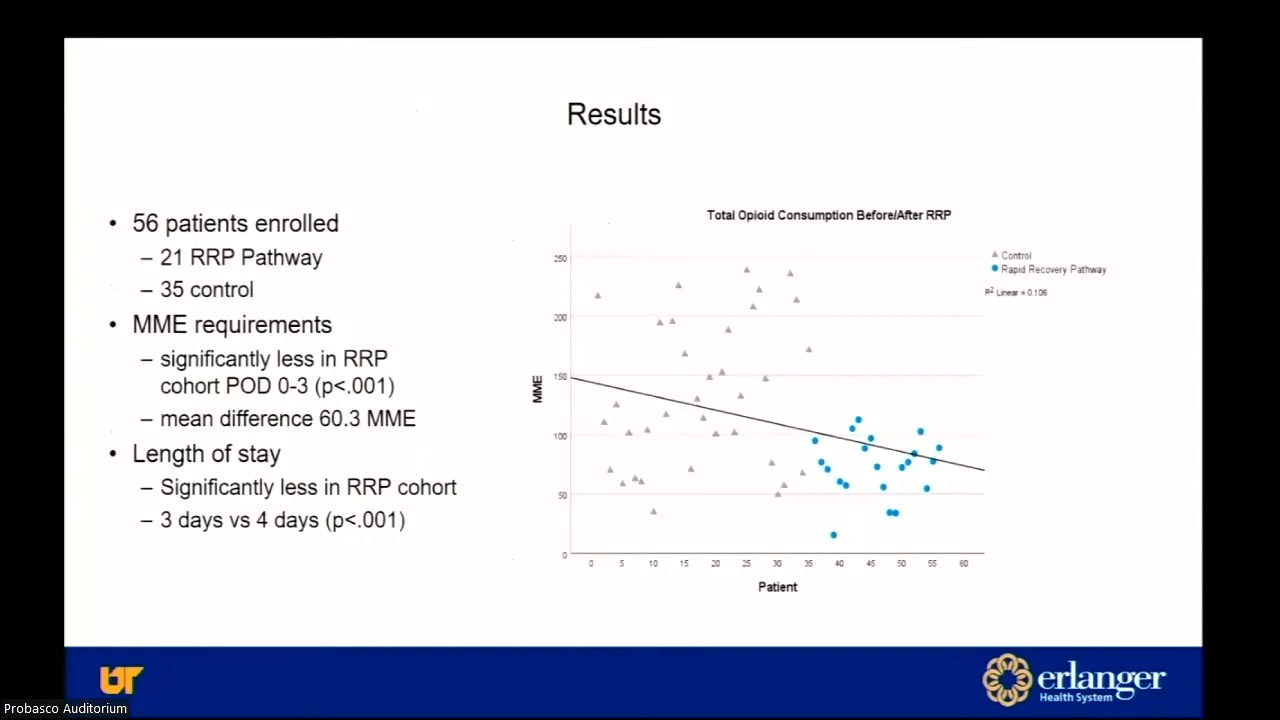 Results
• 56 patients enrolled
– 21 RRP Pathway
– 35 control
• MME requirements
– significantly less in RRP
cohort POD 0-3 (p<.001)
– mean difference 60.3 MME
• Length of stay
– Significantly less in RRP cohort
– 3 days vs 4 days (p<.001)
Total Opioid Consumption Before/After RRP
Control
Rapid Recovery Pathway
R2 Linear = 0.106
MME
250
200
150
100
50
0
0 5 10 15 20 25 30 35 40 45 50 55 60
Patient
UT
erlanger
Health System
Probasco Auditorium